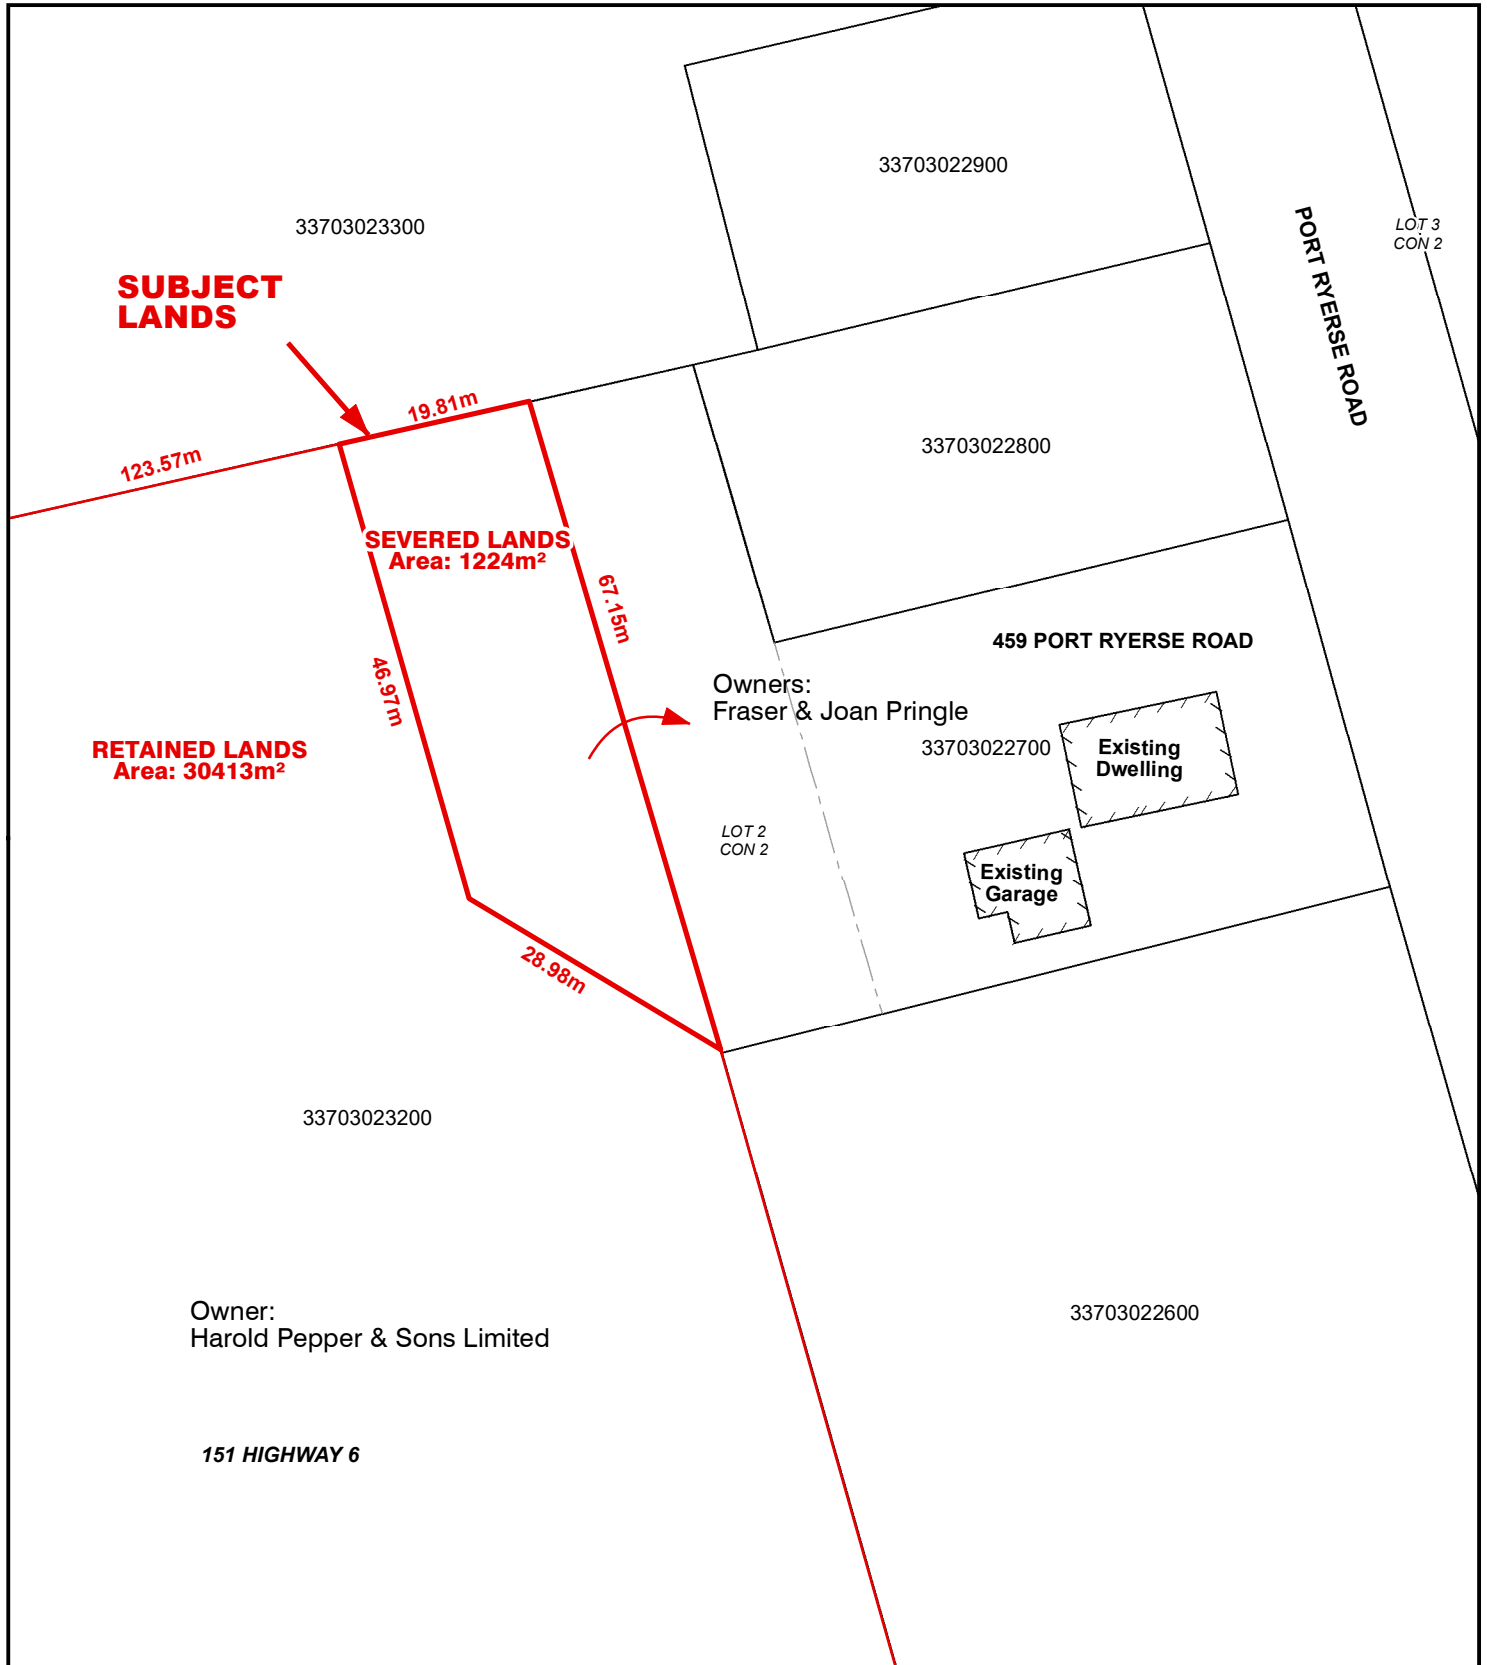 33703022900
33703023300
LOT 3
CON 2
PORT RYERSE ROAD
SUBJECT
LANDS
19.81m
123.57m
33703022800
SEVERED LANDS
Area: 1224m²
67.15m
459 PORT RYERSE ROAD
46.97m
Owners:
Fraser & Joan Pringle
33703022700
Existing
Dwelling
RETAINED LANDS
Area: 30413m²
LOT 2
CON 2
Existing
Garage
28.98m
33703023200
Owner:
Harold Pepper & Sons Limited
33703022600
151 HIGHWAY 6